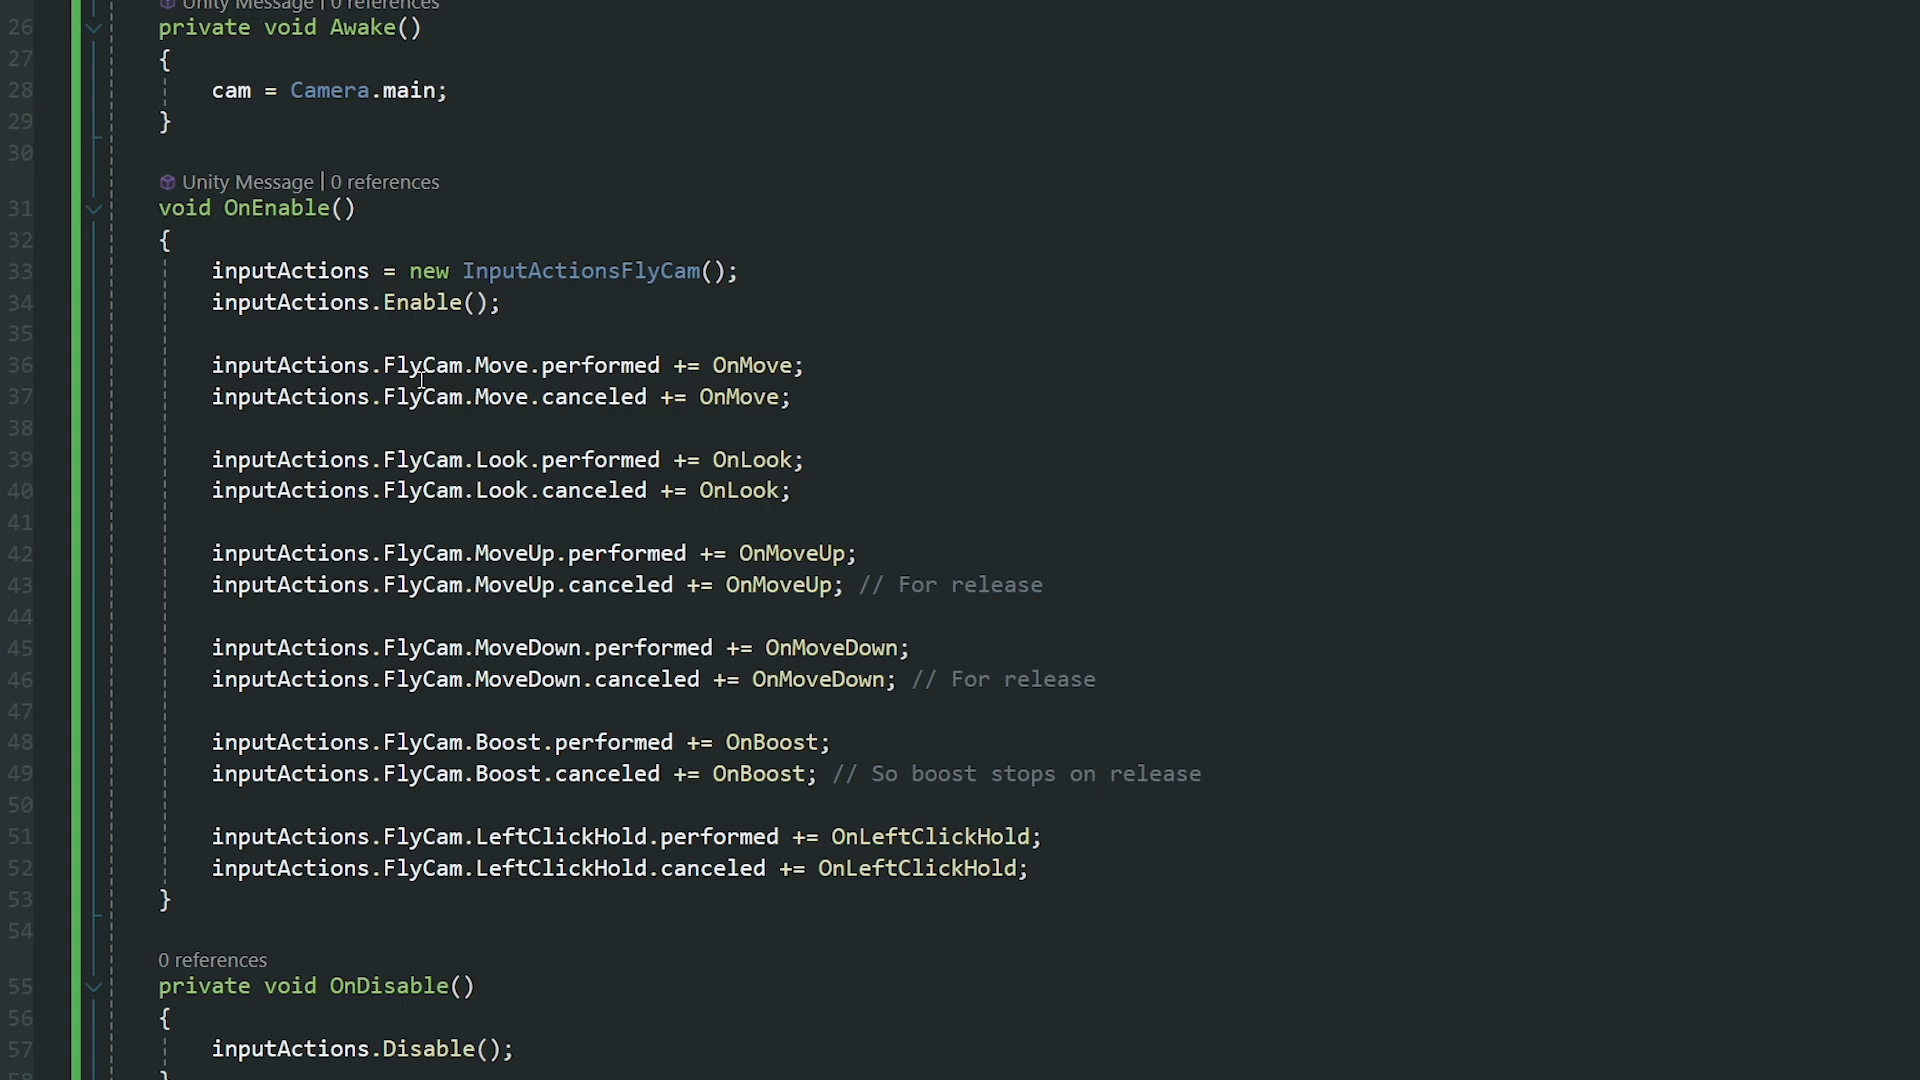 Unity Message | 0 references
26 private void Awake()
27 {
28 cam = Camera.main;
29 }
30
Unity Message | 0 references
31 void OnEnable()
32 {
33 inputActions = new InputActionsFlyCam();
34 inputActions.Enable();
35
36 inputActions.FlyCam.Move.performed += OnMove;
37 inputActions.FlyCam.Move.canceled += OnMove;
38
39 inputActions.FlyCam.Look.performed += OnLook;
40 inputActions.FlyCam.Look.canceled += OnLook;
41
42 inputActions.FlyCam.MoveUp.performed += OnMoveUp;
43 inputActions.FlyCam.MoveUp.canceled += OnMoveUp; // For release
44
45 inputActions.FlyCam.MoveDown.performed += OnMoveDown;
46 inputActions.FlyCam.MoveDown.canceled += OnMoveDown; // For release
47
48 inputActions.FlyCam.Boost.performed += OnBoost;
49 inputActions.FlyCam.Boost.canceled += OnBoost; // So boost stops on release
50
51 inputActions.FlyCam.LeftClickHold.performed += OnLeftClickHold;
52 inputActions.FlyCam.LeftClickHold.canceled += OnLeftClickHold;
53 }
54
0 references
55 private void OnDisable()
56 {
57 inputActions.Disable();
58 }